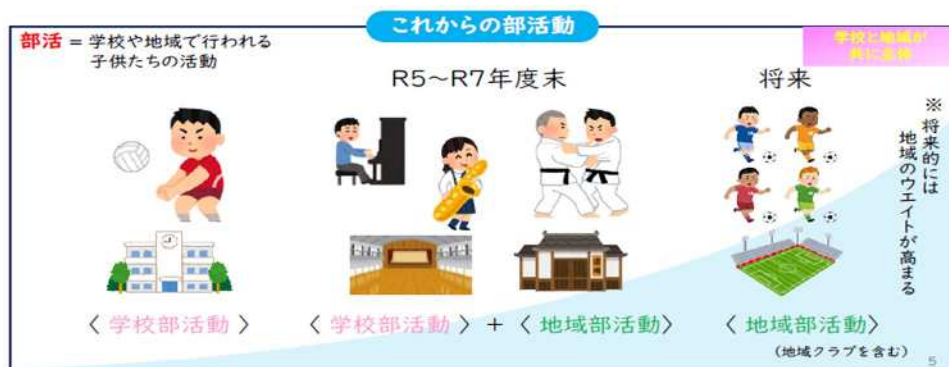 これからの部活動
部活 = 学校や地域で行われる
子供たちの活動
学校と地域が
共に主体
R5～R7年度末
将来
※将来的には
地域のウエイトが高まる
〈 学校部活動 〉
〈 学校部活動 〉 + 〈 地域部活動〉
〈 地域部活動〉
(地域クラブを含む)
5